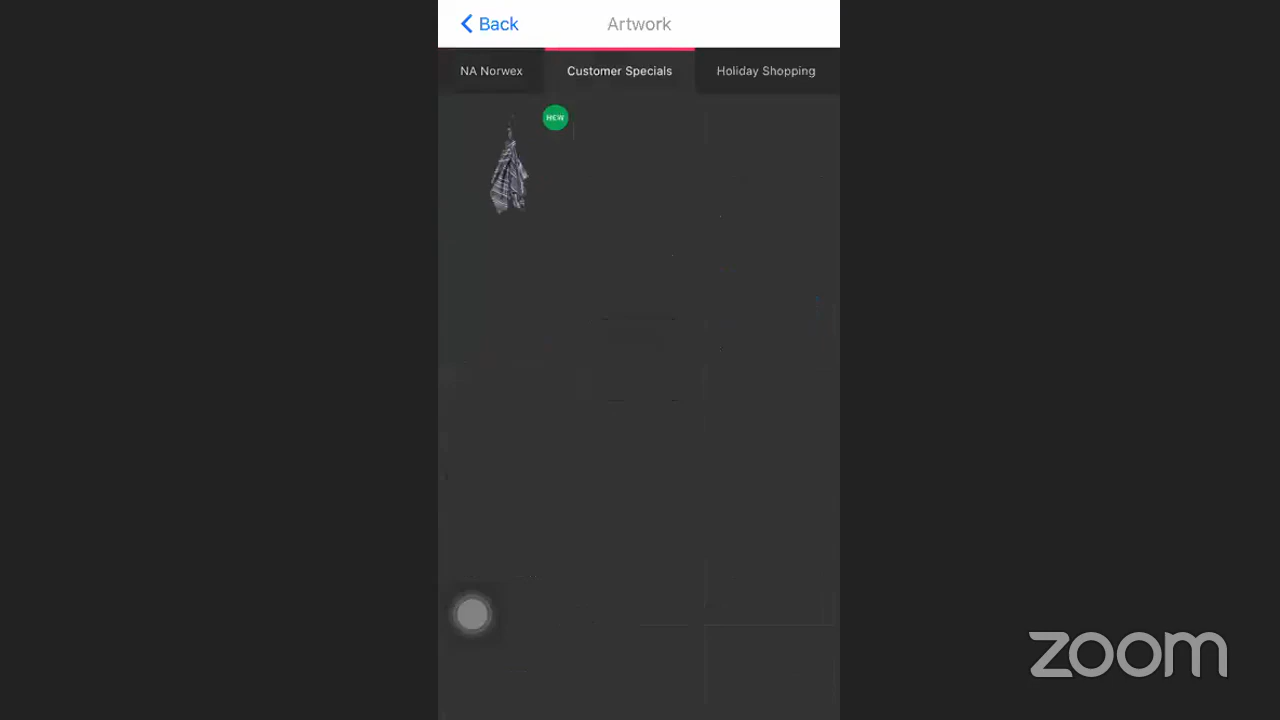 Back
Artwork
NA Norwex
Customer Specials
Holiday Shopping
NEW
zoom